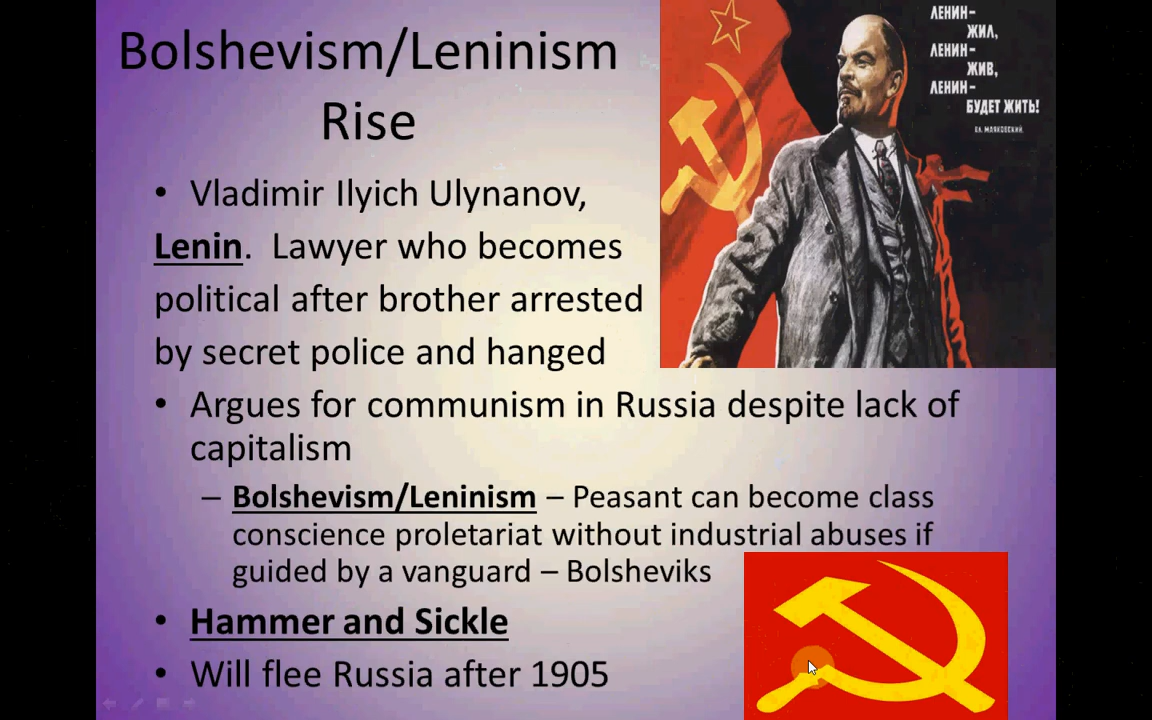 Bolshevism/Leninism
Rise
• Vladimir Ilyich Ulynanov,
Lenin. Lawyer who becomes
political after brother arrested
by secret police and hanged
• Argues for communism in Russia despite lack of
capitalism
– Bolshevism/Leninism – Peasant can become class
conscience proletariat without industrial abuses if
guided by a vanguard – Bolsheviks
• Hammer and Sickle
• Will flee Russia after 1905
ЛЕНИН–
ЖИЛ,
ЛЕНИН–
ЖИВ,
ЛЕНИН–
БУДЕТ ЖИТЬ!
ВЛ. МАЯКОВСКИЙ.